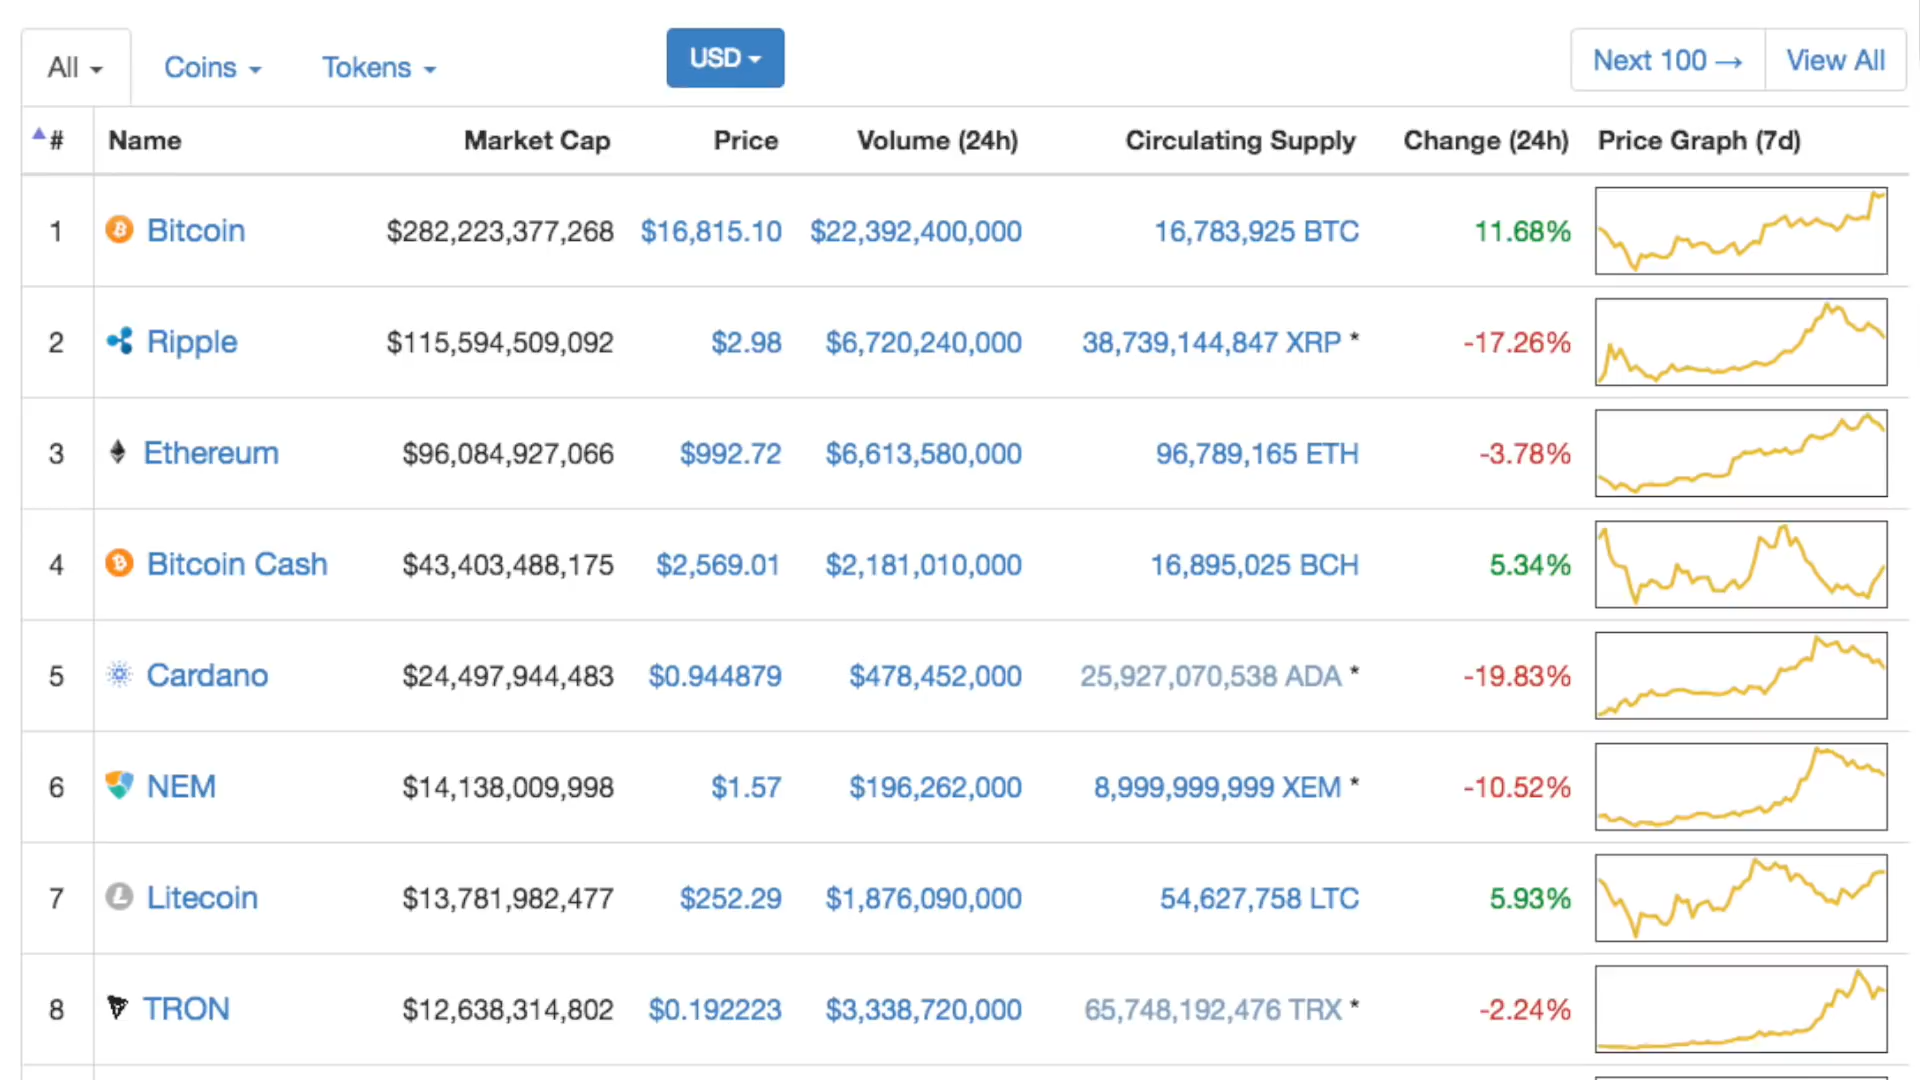 All Coins Tokens USD Next 100 → View All
# Name Market Cap Price Volume (24h) Circulating Supply Change (24h) Price Graph (7d)
1 Bitcoin $282,223,377,268 $16,815.10 $22,392,400,000 16,783,925 BTC 11.68%
2 Ripple $115,594,509,092 $2.98 $6,720,240,000 38,739,144,847 XRP * -17.26%
3 Ethereum $96,084,927,066 $992.72 $6,613,580,000 96,789,165 ETH -3.78%
4 Bitcoin Cash $43,403,488,175 $2,569.01 $2,181,010,000 16,895,025 BCH 5.34%
5 Cardano $24,497,944,483 $0.944879 $478,452,000 25,927,070,538 ADA * -19.83%
6 NEM $14,138,009,998 $1.57 $196,262,000 8,999,999,999 XEM * -10.52%
7 Litecoin $13,781,982,477 $252.29 $1,876,090,000 54,627,758 LTC 5.93%
8 TRON $12,638,314,802 $0.192223 $3,338,720,000 65,748,192,476 TRX * -2.24%